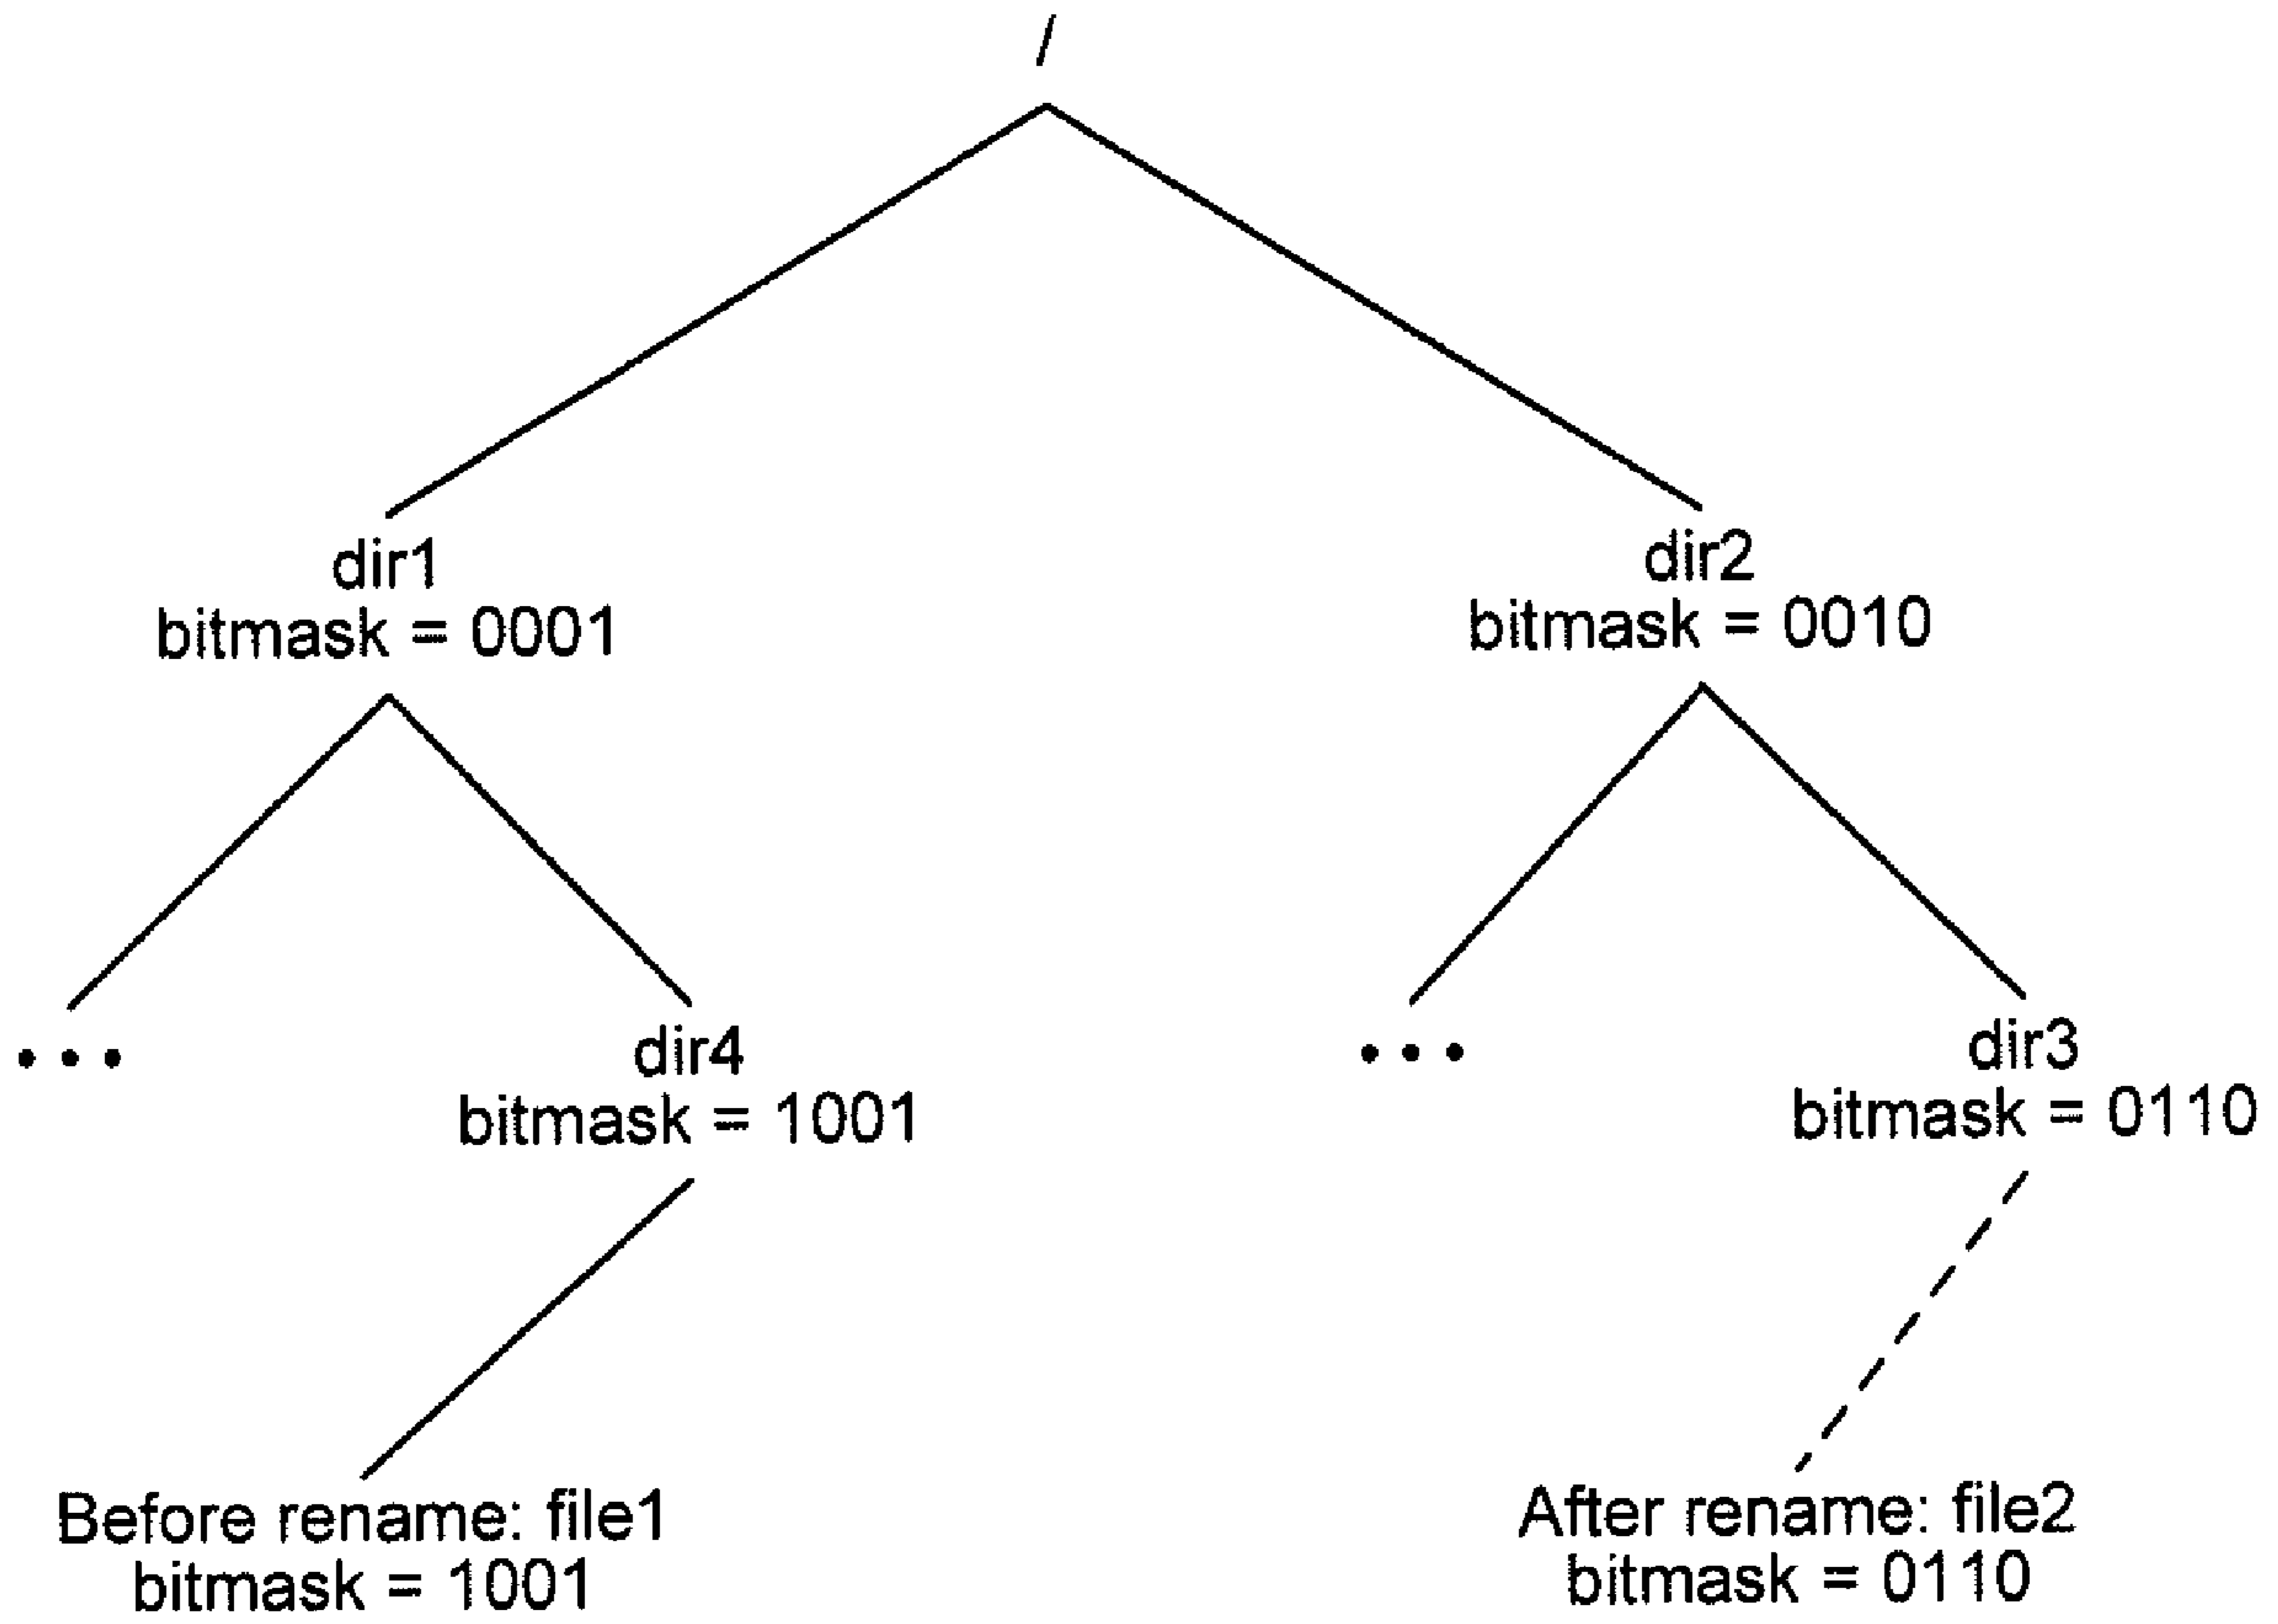 /
dir1
bitmask = 0001
dir2
bitmask = 0010
...
dir4
bitmask = 1001
...
dir3
bitmask = 0110
Before rename: file1
bitmask = 1001
After rename: file2
bitmask = 0110